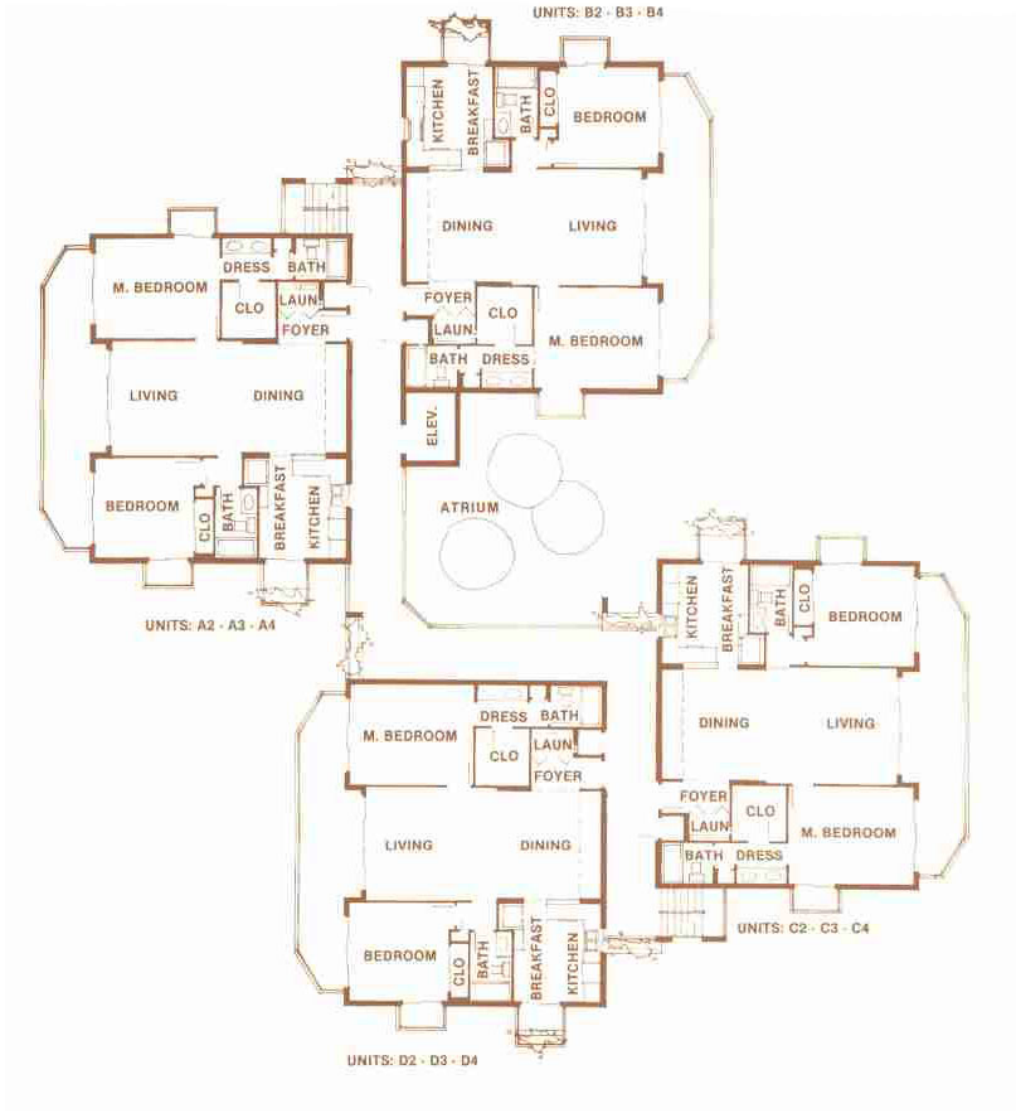 UNITS: B2 - B3 - B4
KITCHEN
BREAKFAST
BATH
CLO
BEDROOM
DINING
LIVING
FOYER
LAUN.
CLO
M. BEDROOM
BATH
DRESS
ELEV.
ATRIUM
M. BEDROOM
DRESS
BATH
CLO
LAUN.
FOYER
LIVING
DINING
BEDROOM
CLO
BATH
BREAKFAST
KITCHEN
UNITS: A2 - A3 - A4
KITCHEN
BREAKFAST
BATH
CLO
BEDROOM
DINING
LIVING
FOYER
LAUN.
CLO
M. BEDROOM
BATH
DRESS
UNITS: C2 - C3 - C4
M. BEDROOM
DRESS
BATH
CLO
LAUN.
FOYER
LIVING
DINING
BEDROOM
CLO
BATH
BREAKFAST
KITCHEN
UNITS: D2 - D3 - D4